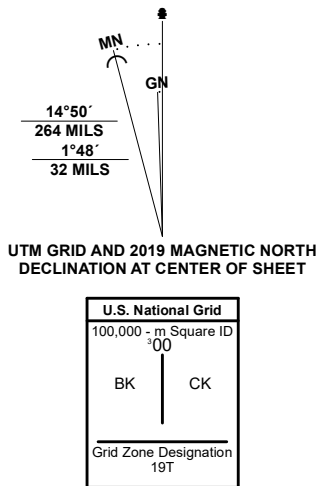 MN
GN
14°50´
264 MILS
1°48´
32 MILS
UTM GRID AND 2019 MAGNETIC NORTH
DECLINATION AT CENTER OF SHEET
U.S. National Grid
100,000 - m Square ID
³00
BK CK
Grid Zone Designation
19T